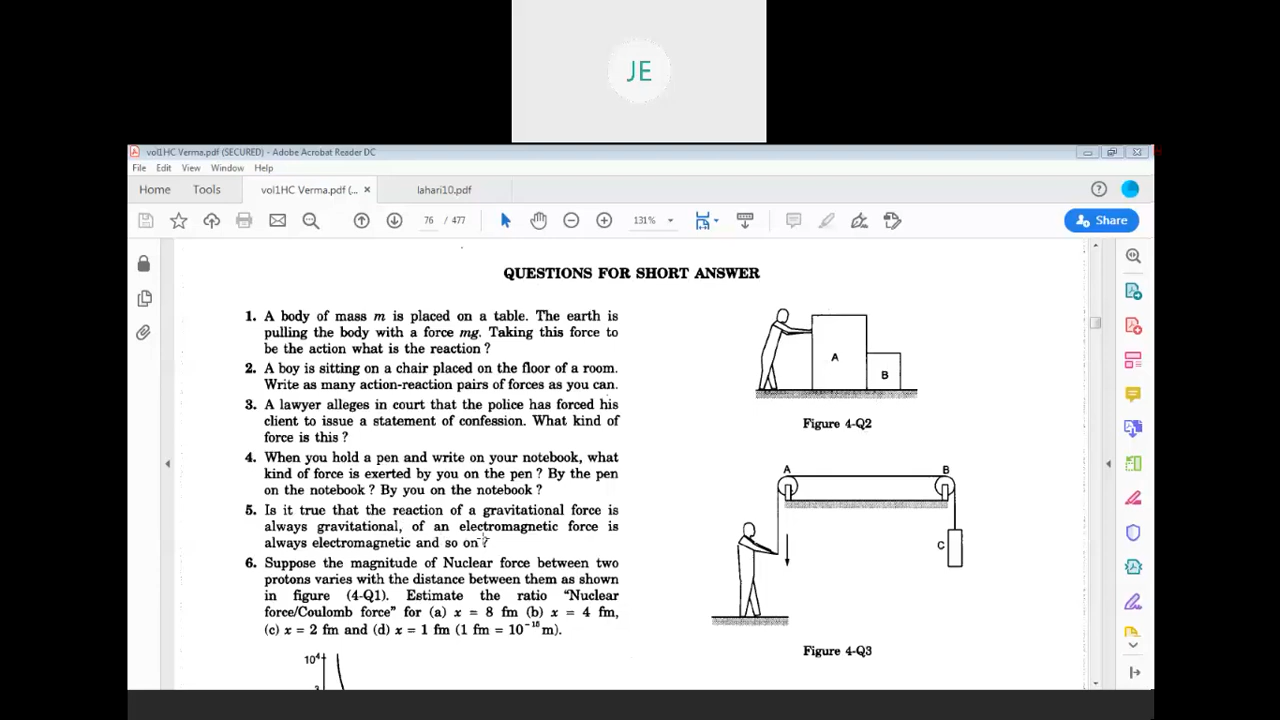 JE
vol1HC Verma.pdf (SECURED) - Adobe Acrobat Reader DC
File Edit View Window Help
Home Tools vol1HC Verma.pdf (... × lahari10.pdf
76 / 477 131% Share
QUESTIONS FOR SHORT ANSWER
1. A body of mass m is placed on a table. The earth is
pulling the body with a force mg. Taking this force to
be the action what is the reaction ?
2. A boy is sitting on a chair placed on the floor of a room.
Write as many action-reaction pairs of forces as you can.
3. A lawyer alleges in court that the police has forced his
client to issue a statement of confession. What kind of
force is this ?
4. When you hold a pen and write on your notebook, what
kind of force is exerted by you on the pen ? By the pen
on the notebook ? By you on the notebook ?
5. Is it true that the reaction of a gravitational force is
always gravitational, of an electromagnetic force is
always electromagnetic and so on ?
6. Suppose the magnitude of Nuclear force between two
protons varies with the distance between them as shown
in figure (4-Q1). Estimate the ratio "Nuclear
force/Coulomb force" for (a) x = 8 fm (b) x = 4 fm,
(c) x = 2 fm and (d) x = 1 fm (1 fm = 10⁻¹⁵ m).
10⁴
A
B
Figure 4-Q2
A B
C
Figure 4-Q3